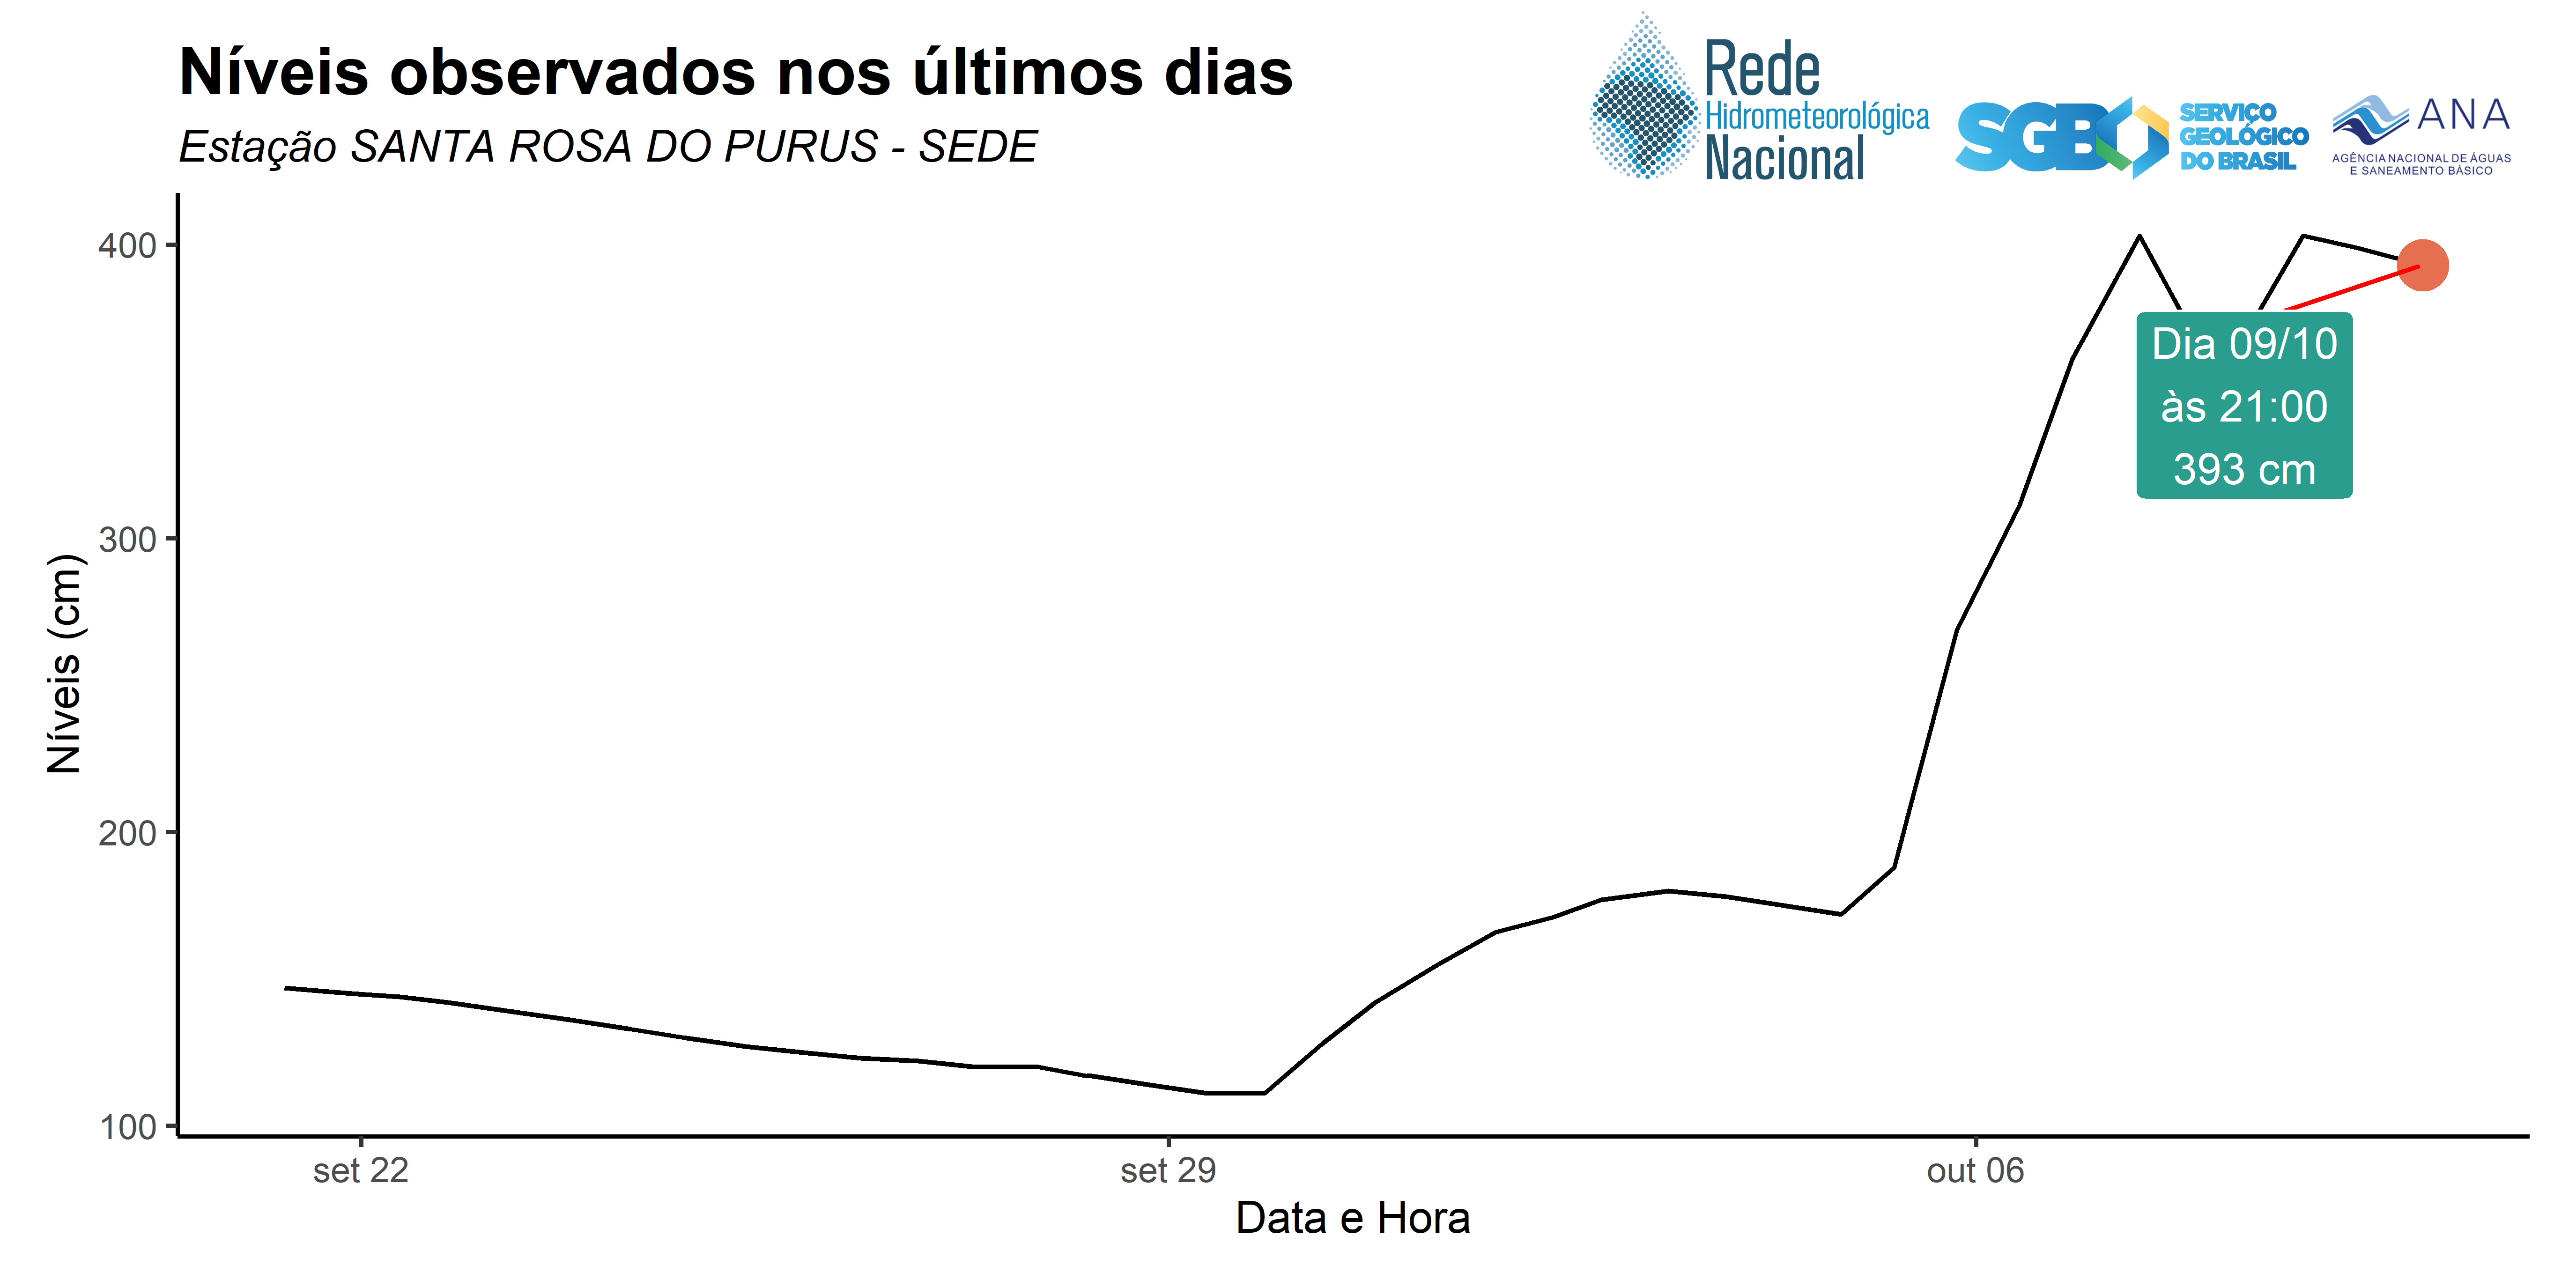 Níveis observados nos últimos dias
Estação SANTA ROSA DO PURUS - SEDE
Rede
Hidrometeorológica
Nacional
SGB
SERVIÇO
GEOLÓGICO
DO BRASIL
ANA
AGÊNCIA NACIONAL DE ÁGUAS
E SANEAMENTO BÁSICO
400
300
200
100
Níveis (cm)
Dia 09/10
às 21:00
393 cm
set 22
set 29
out 06
Data e Hora